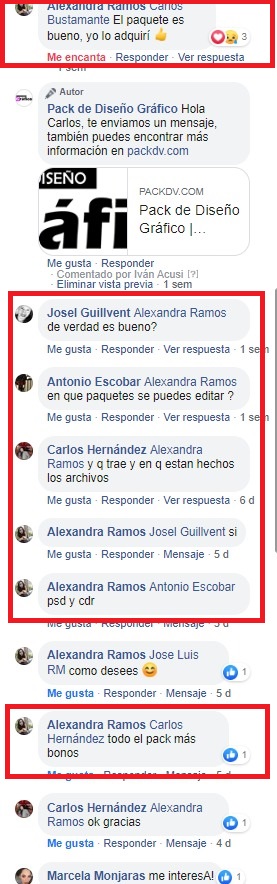 Alexandra Ramos Carlos
Bustamante El paquete es
bueno, yo lo adquirí 👍
3
Me encanta · Responder · Ver respuesta
1 sem
Autor
Pack de Diseño Gráfico Hola
Carlos, te enviamos un mensaje,
también puedes encontrar más
información en packdv.com
ISEÑO
áfi
PACKDV.COM
Pack de Diseño
Gráfico |...
Me gusta · Responder
· Comentado por Iván Acusi [?]
· Eliminar vista previa · 1 sem
Josel Guillvent Alexandra Ramos
de verdad es bueno?
Me gusta · Responder · Ver respuesta · 1 sem
Antonio Escobar Alexandra Ramos
en que paquetes se puedes editar ?
Me gusta · Responder · Ver respuesta · 1 sem
Carlos Hernández Alexandra
Ramos y q trae y en q estan hechos
los archivos
Me gusta · Responder · Ver respuesta · 6 d
Alexandra Ramos Josel Guillvent si
Me gusta · Responder · Mensaje · 5 d
Alexandra Ramos Antonio Escobar
psd y cdr
Me gusta · Responder · Mensaje · 5 d
Alexandra Ramos Jose Luis
RM como desees 😊
1
Me gusta · Responder · Mensaje · 5 d
Alexandra Ramos Carlos
Hernández todo el pack más
bonos
1
Me gusta · Responder · Mensaje · 5 d
Carlos Hernández Alexandra
Ramos ok gracias
1
Me gusta · Responder · Mensaje · 4 d
Marcela Monjaras me interesA!
1